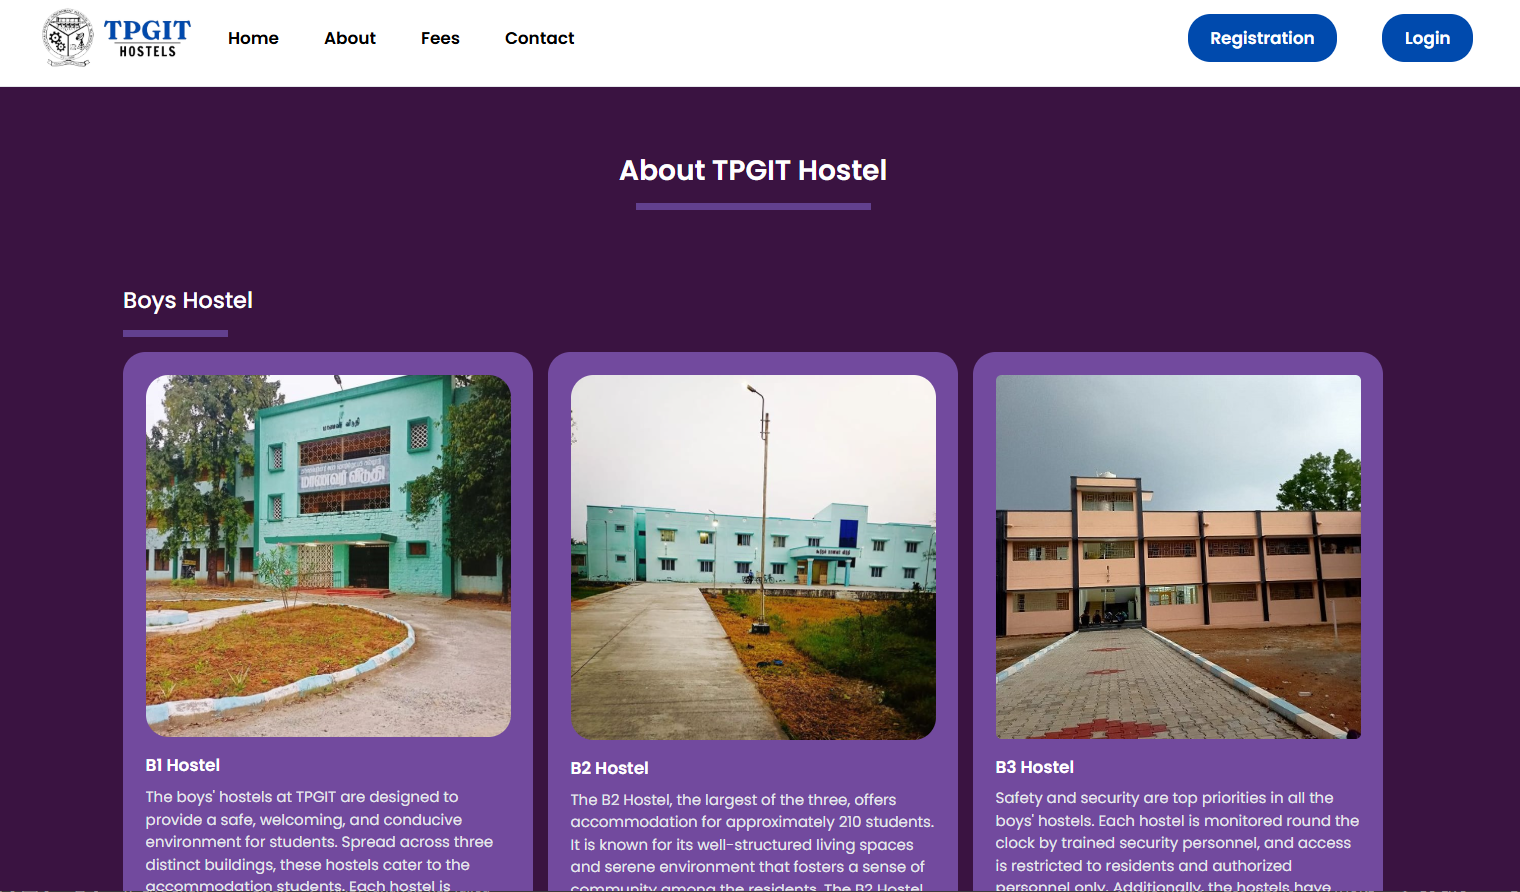 TPGIT
HOSTELS
Home
About
Fees
Contact
Registration
Login
About TPGIT Hostel
Boys Hostel
மாணவர் விடுதி
மாணவர் விடுதி
B1 Hostel
The boys' hostels at TPGIT are designed to
provide a safe, welcoming, and conducive
environment for students. Spread across three
distinct buildings, these hostels cater to the
accommodation students. Each hostel is
B2 Hostel
The B2 Hostel, the largest of the three, offers
accommodation for approximately 210 students.
It is known for its well-structured living spaces
and serene environment that fosters a sense of
community among the residents. The B2 Hostel
B3 Hostel
Safety and security are top priorities in all the
boys' hostels. Each hostel is monitored round the
clock by trained security personnel, and access
is restricted to residents and authorized
personnel only. Additionally, the hostels have